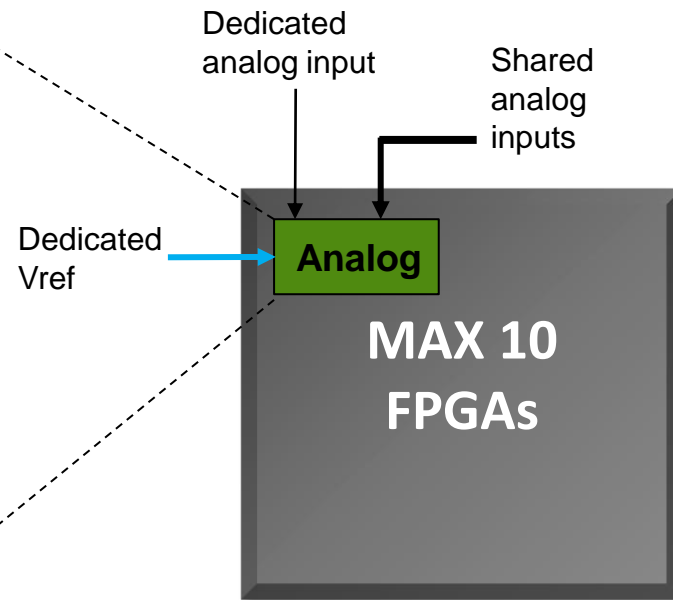 Dedicated
analog input
Shared
analog
inputs
Dedicated
Vref
Analog
MAX 10
FPGAs